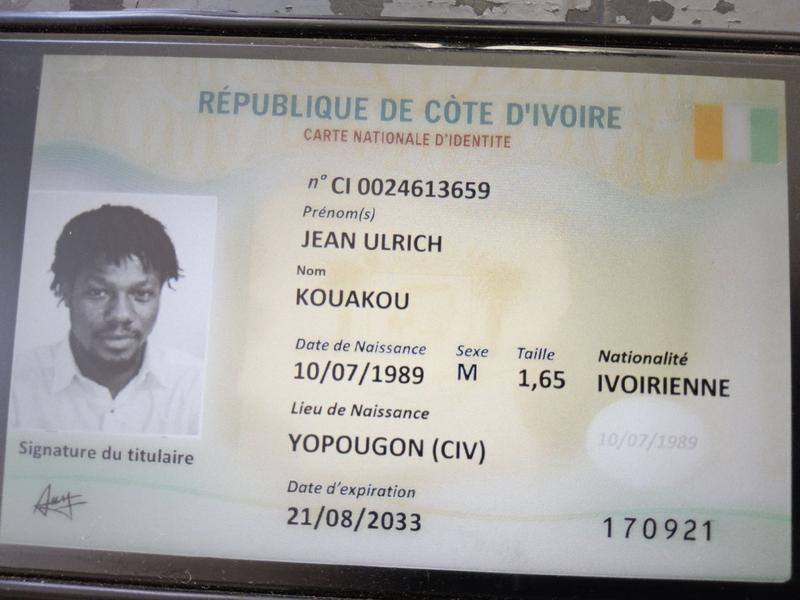 RÉPUBLIQUE DE CÒTE D'IVOIRE
CARTE NATIONALE D'IDENTITE
n° CI 0024613659
Prénom(s)
JEAN ULRICH
Nom
KOUAKOU
Date de Naissance Sexe Taille Nationalité
10/07/1989 M 1,65 IVOIRIENNE
Lieu de Naissance
YOPOUGON (CIV)
10/07/1989
Signature du titulaire
Date d'expiration
21/08/2033
170921